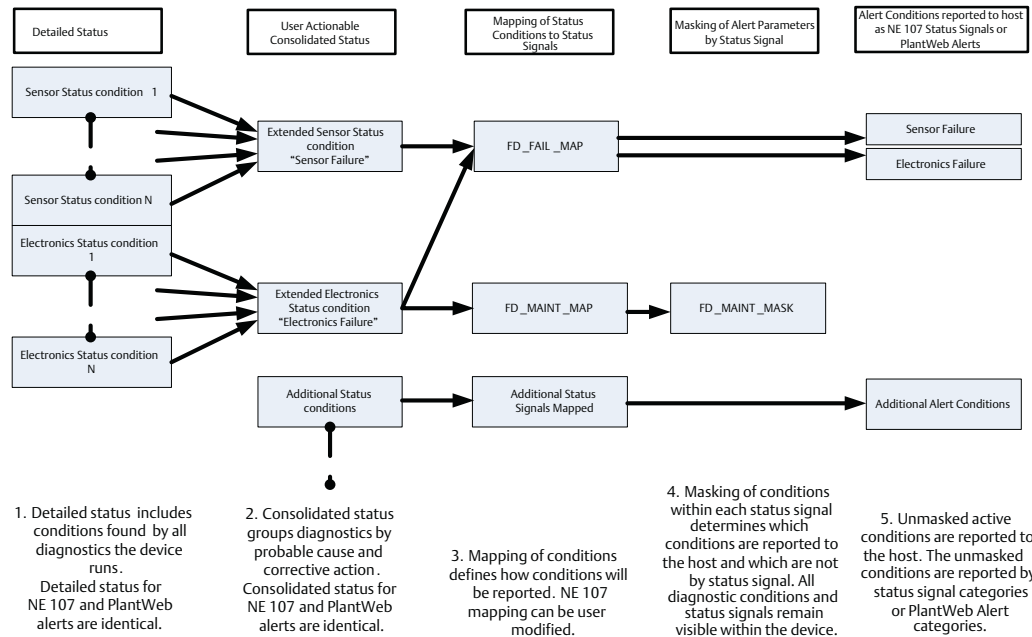 Detailed Status
User Actionable
Consolidated Status
Mapping of Status
Conditions to Status
Signals
Masking of Alert Parameters
by Status Signal
Alert Conditions reported to host
as NE 107 Status Signals or
PlantWeb Alerts
Sensor Status condition 1
Sensor Status condition N
Electronics Status condition
1
Electronics Status condition
N
Extended Sensor Status
condition
"Sensor Failure"
Extended Electronics
Status condition
"Electronics Failure"
Additional Status
conditions
FD_FAIL_MAP
FD_MAINT_MAP
Additional Status
Signals Mapped
FD_MAINT_MASK
Sensor Failure
Electronics Failure
Additional Alert Conditions
1. Detailed status includes
conditions found by all
diagnostics the device
runs.
Detailed status for
NE 107 and PlantWeb
alerts are identical.
2. Consolidated status
groups diagnostics by
probable cause and
corrective action.
Consolidated status for
NE 107 and PlantWeb
alerts are identical.
3. Mapping of conditions
defines how conditions will
be reported. NE 107
mapping can be user
modified.
4. Masking of conditions
within each status signal
determines which
conditions are reported to
the host and which are not
by status signal. All
diagnostic conditions and
status signals remain
visible within the device.
5. Unmasked active
conditions are reported to
the host. The unmasked
conditions are reported by
status signal categories
or PlantWeb Alert
categories.